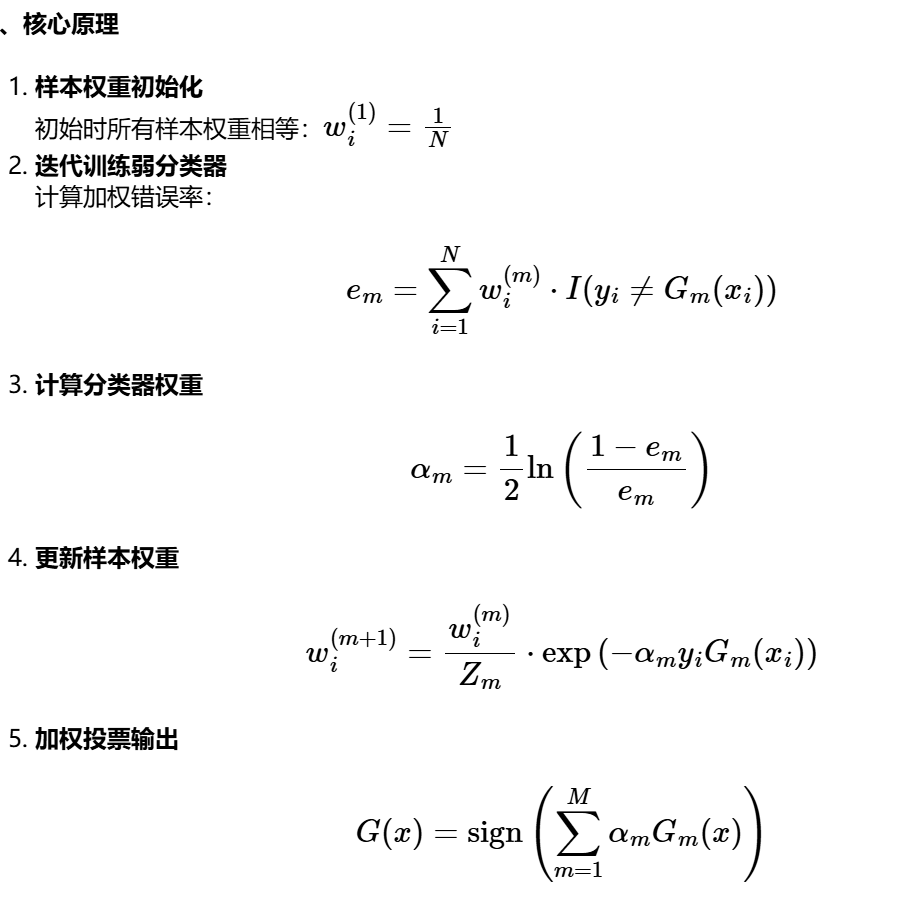 、核心原理
1. 样本权重初始化
初始时所有样本权重相等：$w_i^{(1)} = \frac{1}{N}$
2. 迭代训练弱分类器
计算加权错误率：
$e_m = \sum_{i=1}^{N} w_i^{(m)} \cdot I(y_i \neq G_m(x_i))$
3. 计算分类器权重
$\alpha_m = \frac{1}{2} \ln \left( \frac{1 - e_m}{e_m} \right)$
4. 更新样本权重
$w_i^{(m+1)} = \frac{w_i^{(m)}}{Z_m} \cdot \exp \left( -\alpha_m y_i G_m(x_i) \right)$
5. 加权投票输出
$G(x) = \text{sign} \left( \sum_{m=1}^{M} \alpha_m G_m(x) \right)$